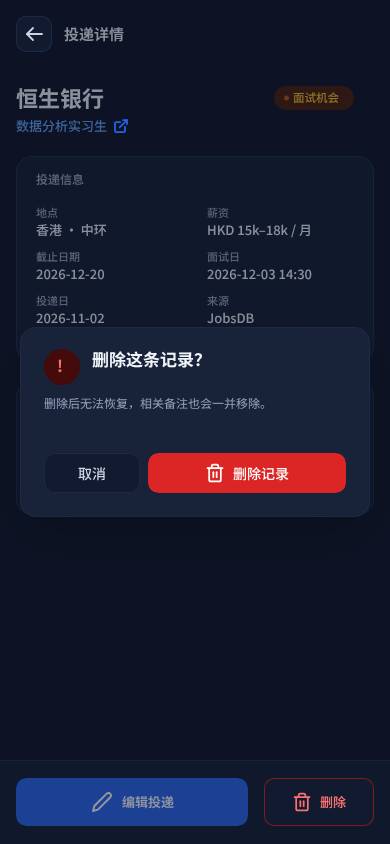 投递详情
恒生银行
面试机会
数据分析实习生
投递信息
地点
薪资
香港 · 中环
HKD 15k–18k / 月
截止日期
面试日
2026-12-20
2026-12-03 14:30
投递日
来源
2026-11-02
JobsDB
!
删除这条记录？
删除后无法恢复，相关备注也会一并移除。
取消
删除记录
编辑投递
删除